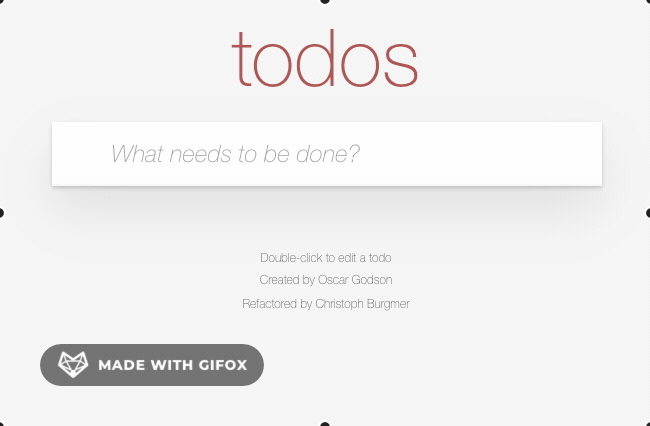 todos
What needs to be done?
Double-click to edit a todo
Created by Oscar Godson
Refactored by Christoph Burgmer
MADE WITH GIFOX